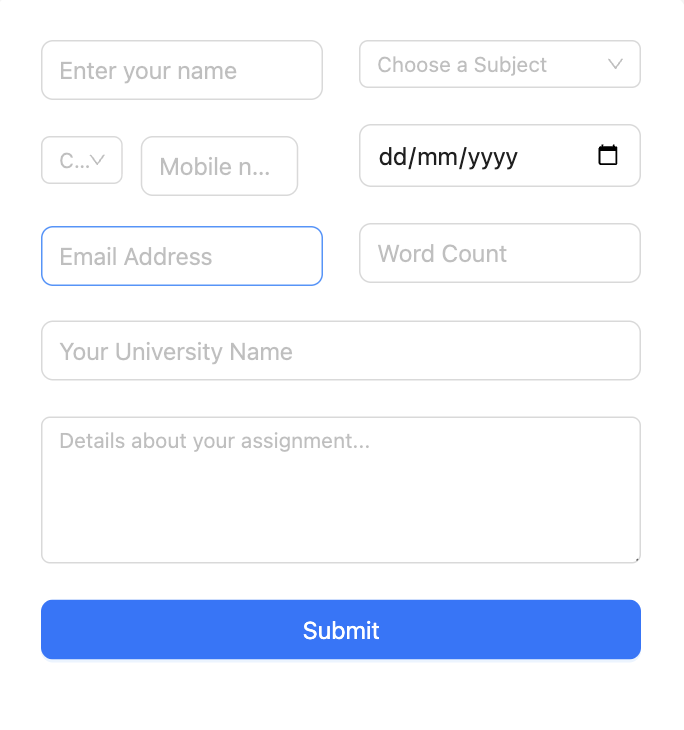 Enter your name
Choose a Subject
C...
Mobile n...
dd/mm/yyyy
Email Address
Word Count
Your University Name
Details about your assignment...
Submit